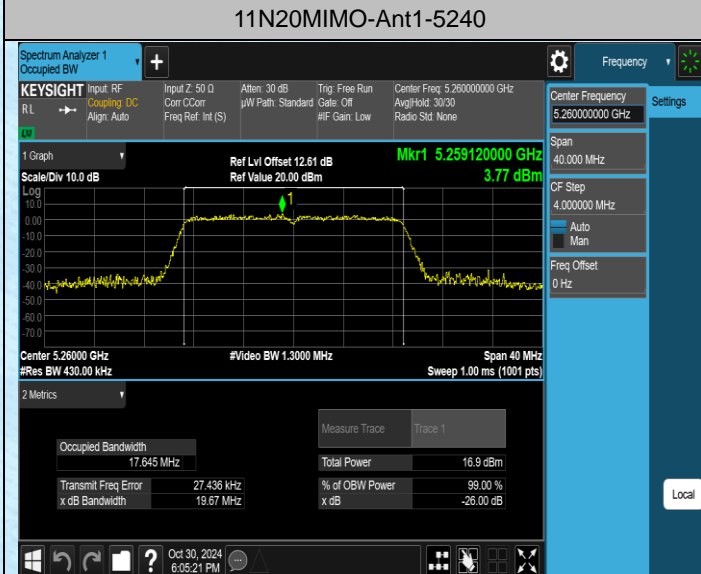 11N20MIMO-Ant1-5240
Spectrum Analyzer 1
Occupied BW
+
Frequency
KEYSIGHT
RL
LXI
Input: RF
Coupling: DC
Align: Auto
Input Z: 50 Ω
Corr CCorr
Freq Ref: Int (S)
Atten: 30 dB
µW Path: Standard
Trig: Free Run
Gate: Off
#IF Gain: Low
Center Freq: 5.260000000 GHz
Avg|Hold: 30/30
Radio Std: None
Center Frequency
5.260000000 GHz
Settings
Span
40.000 MHz
CF Step
4.000000 MHz
Auto
Man
Freq Offset
0 Hz
1 Graph
Scale/Div 10.0 dB
Ref Lvl Offset 12.61 dB
Ref Value 20.00 dBm
Mkr1 5.259120000 GHz
3.77 dBm
Log
10.0
0.00
-10.0
-20.0
-30.0
-40.0
-50.0
-60.0
-70.0
1
Center 5.26000 GHz
#Res BW 430.00 kHz
#Video BW 1.3000 MHz
Span 40 MHz
Sweep 1.00 ms (1001 pts)
2 Metrics
Measure Trace
Trace 1
Occupied Bandwidth
17.645 MHz
Total Power
16.9 dBm
Transmit Freq Error
27.436 kHz
% of OBW Power
99.00 %
x dB Bandwidth
19.67 MHz
x dB
-26.00 dB
Local
?
Oct 30, 2024
6:05:21 PM